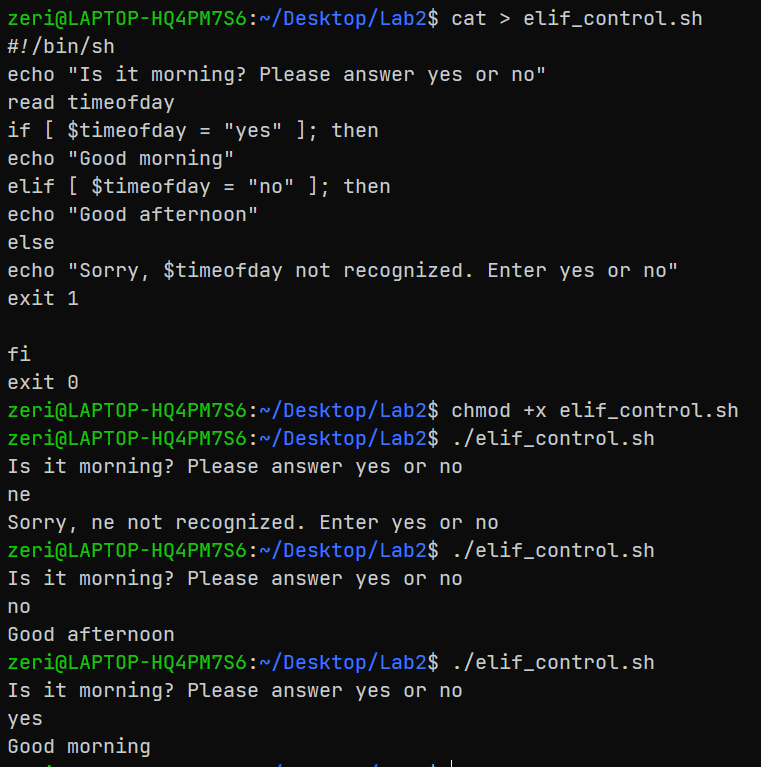 zeri@LAPTOP-HQ4PM7S6:~/Desktop/Lab2$ cat > elif_control.sh
#!/bin/sh
echo "Is it morning? Please answer yes or no"
read timeofday
if [ $timeofday = "yes" ]; then
echo "Good morning"
elif [ $timeofday = "no" ]; then
echo "Good afternoon"
else
echo "Sorry, $timeofday not recognized. Enter yes or no"
exit 1
fi
exit 0
zeri@LAPTOP-HQ4PM7S6:~/Desktop/Lab2$ chmod +x elif_control.sh
zeri@LAPTOP-HQ4PM7S6:~/Desktop/Lab2$ ./elif_control.sh
Is it morning? Please answer yes or no
ne
Sorry, ne not recognized. Enter yes or no
zeri@LAPTOP-HQ4PM7S6:~/Desktop/Lab2$ ./elif_control.sh
Is it morning? Please answer yes or no
no
Good afternoon
zeri@LAPTOP-HQ4PM7S6:~/Desktop/Lab2$ ./elif_control.sh
Is it morning? Please answer yes or no
yes
Good morning